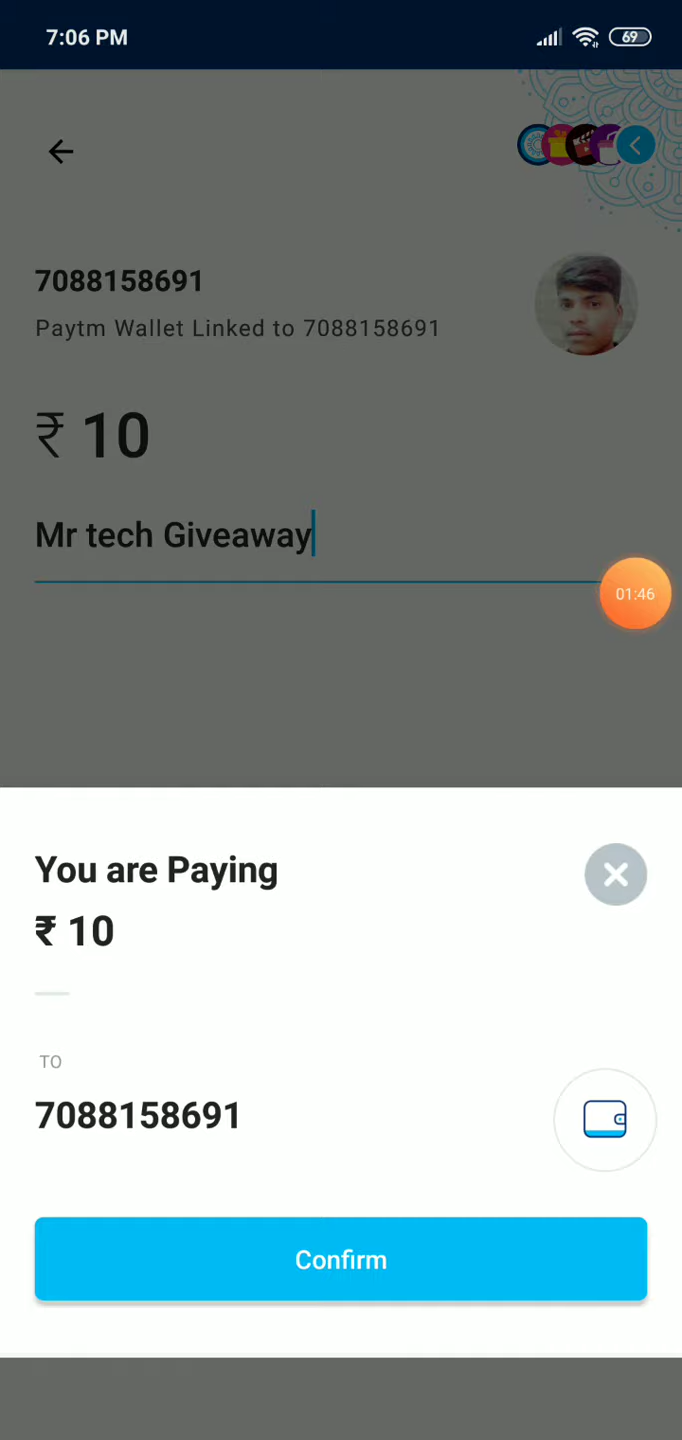 7:06 PM
69
7088158691
Paytm Wallet Linked to 7088158691
₹ 10
Mr tech Giveaway
01:46
You are Paying
₹ 10
TO
7088158691
Confirm